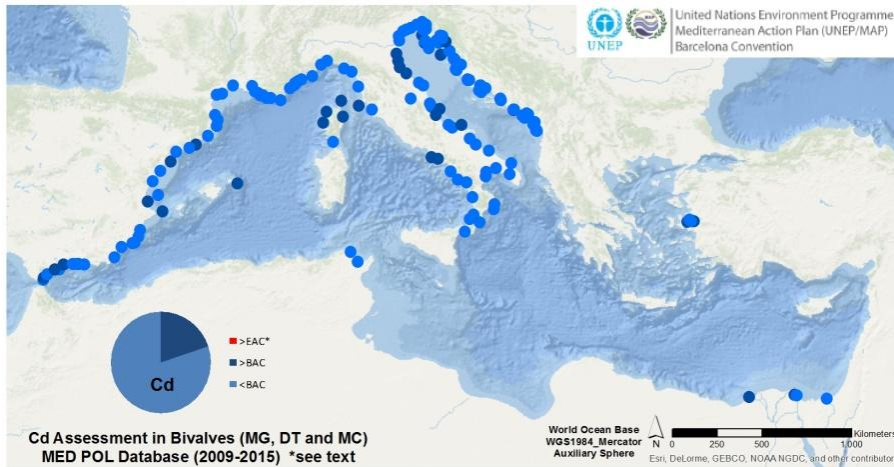 UNEP
United Nations Environment Programme
Mediterranean Action Plan (UNEP/MAP)
Barcelona Convention
>EAC*
>BAC
<BAC
Cd
Cd Assessment in Bivalves (MG, DT and MC)
MED POL Database (2009-2015) *see text
World Ocean Base
WGS1984_Mercator
Auxiliary Sphere
N
Kilometers
0 250 500 1,000
Esri, DeLorme, GEBCO, NOAA NGDC, and other contributor